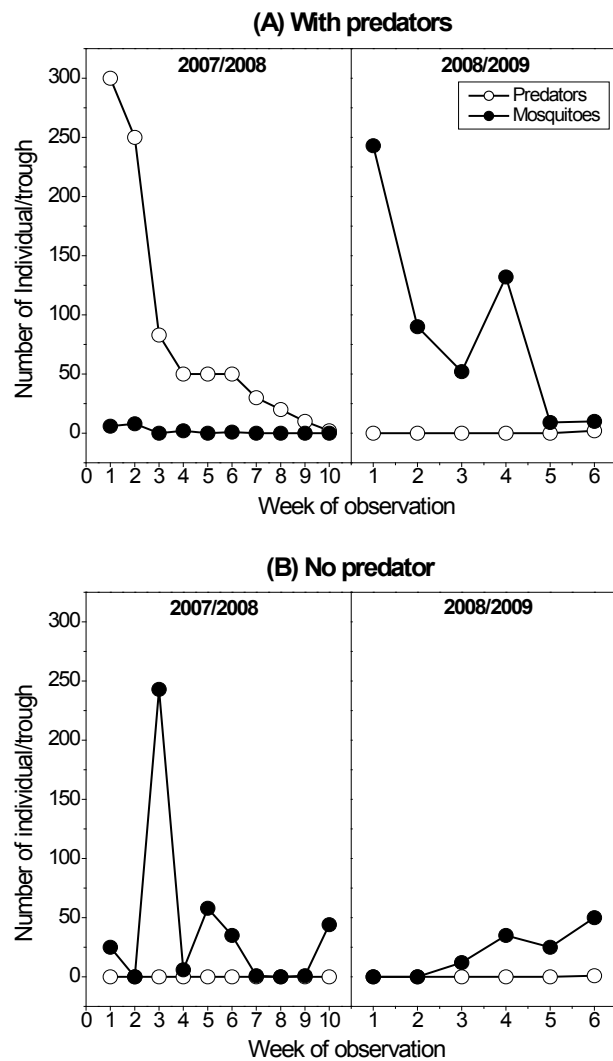 (A) With predators
2007/2008
2008/2009
Predators
Mosquitoes
Number of Individual/trough
300
250
200
150
100
50
0
0 1 2 3 4 5 6 7 8 9 10
1 2 3 4 5 6
Week of observation
(B) No predator
2007/2008
2008/2009
Number of individual/trough
300
250
200
150
100
50
0
0 1 2 3 4 5 6 7 8 9 10
1 2 3 4 5 6
Week of observation